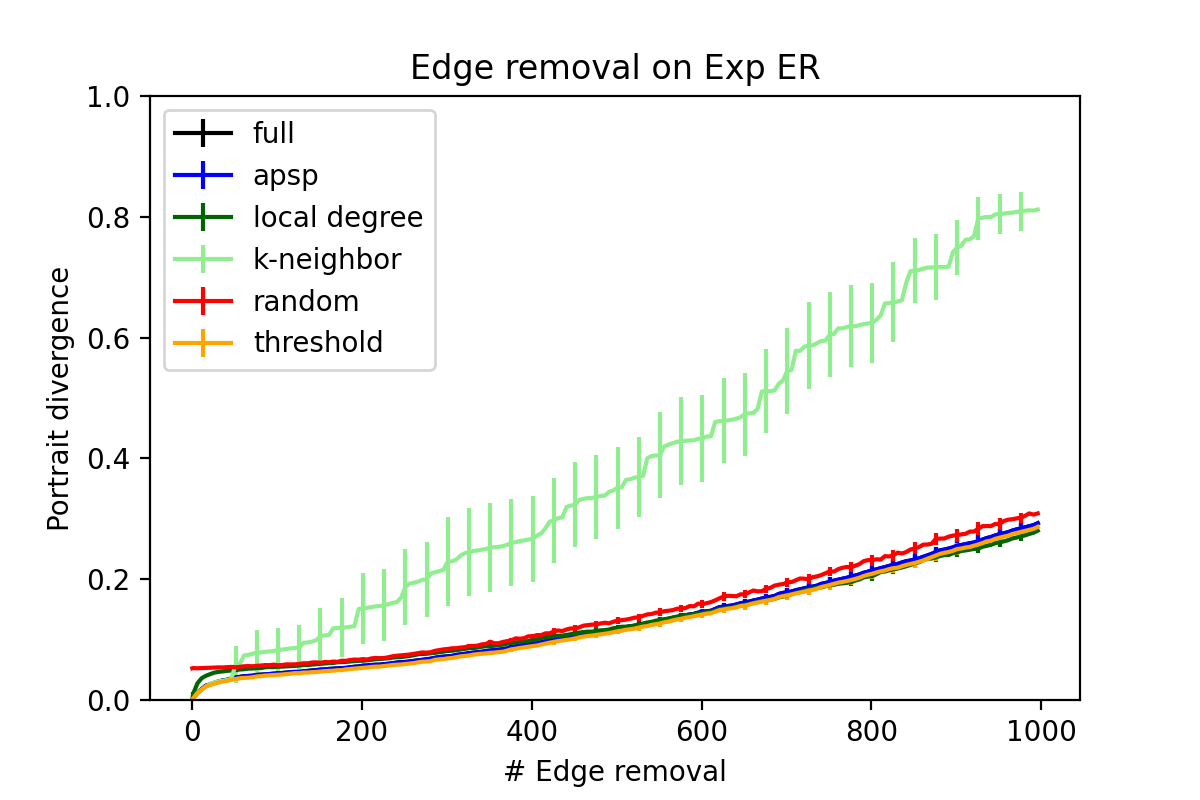 Edge removal on Exp ER
1.0
0.8
0.6
0.4
0.2
0.0
Portrait divergence
full
apsp
local degree
k-neighbor
random
threshold
0 200 400 600 800 1000
# Edge removal